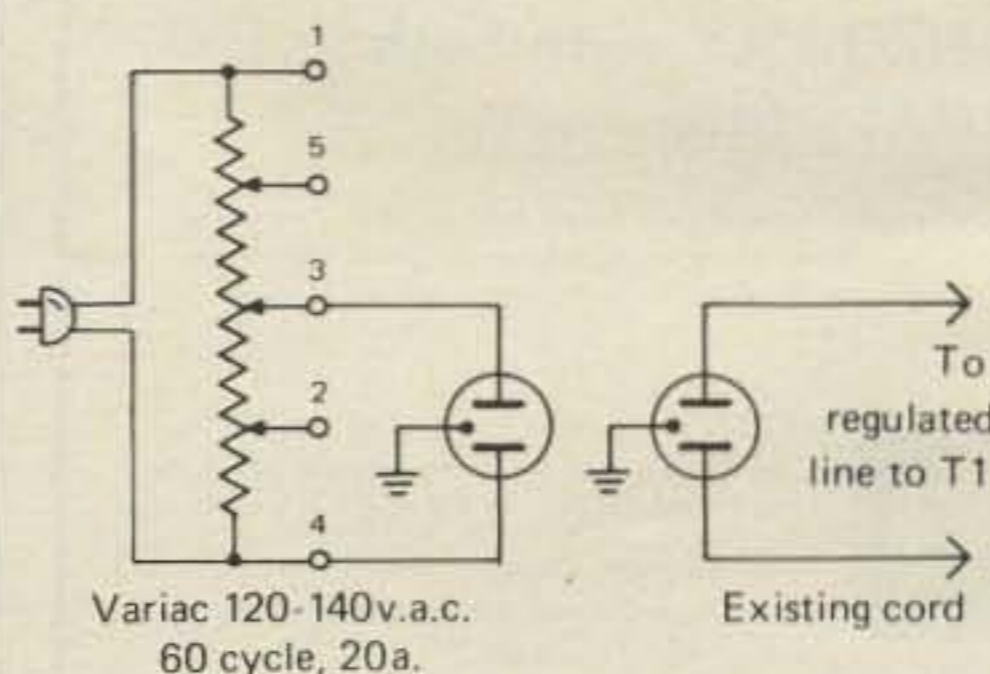 1
5
3
2
4
To
regulated
line to T1
Variac 120-140v.a.c.
60 cycle, 20a.
Existing cord